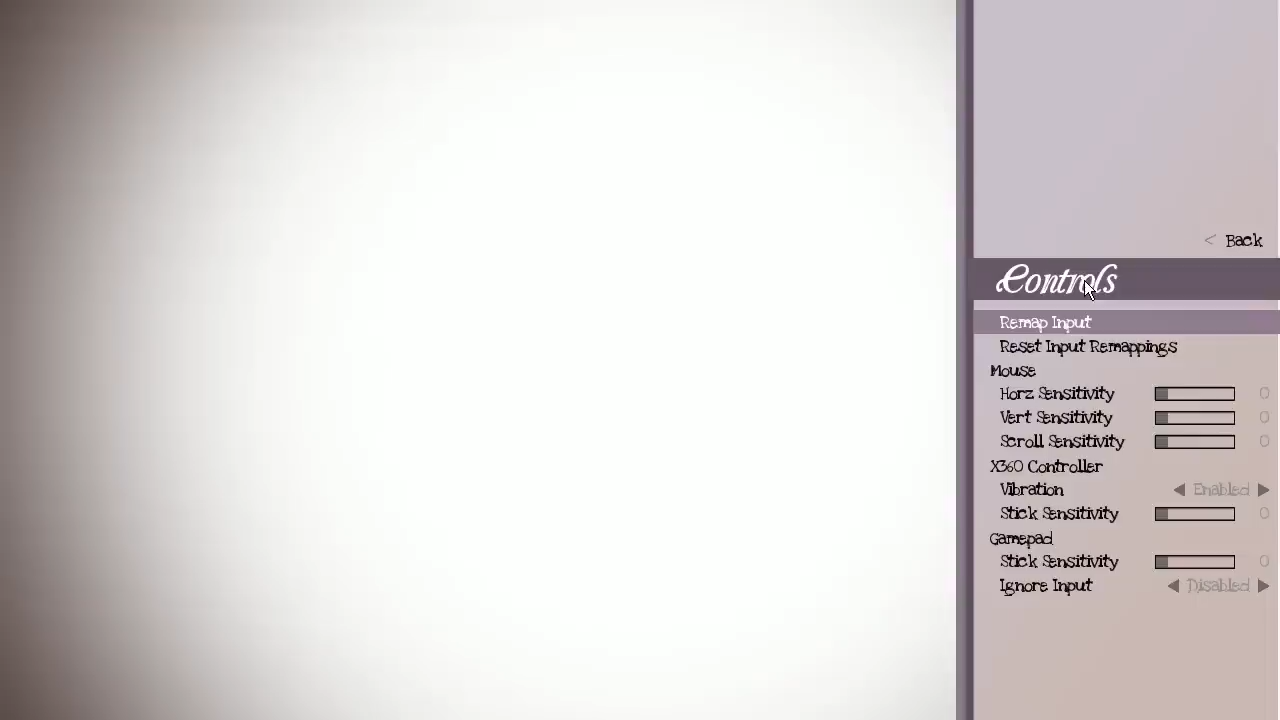 < Back
Controls
Remap Input
Reset Input Remappings
Mouse
Horz Sensitivity 0
Vert Sensitivity 0
Scroll Sensitivity 0
X360 Controller
Vibration ◀ Enabled ▶
Stick Sensitivity 0
Gamepad
Stick Sensitivity 0
Ignore Input ◀ Disabled ▶